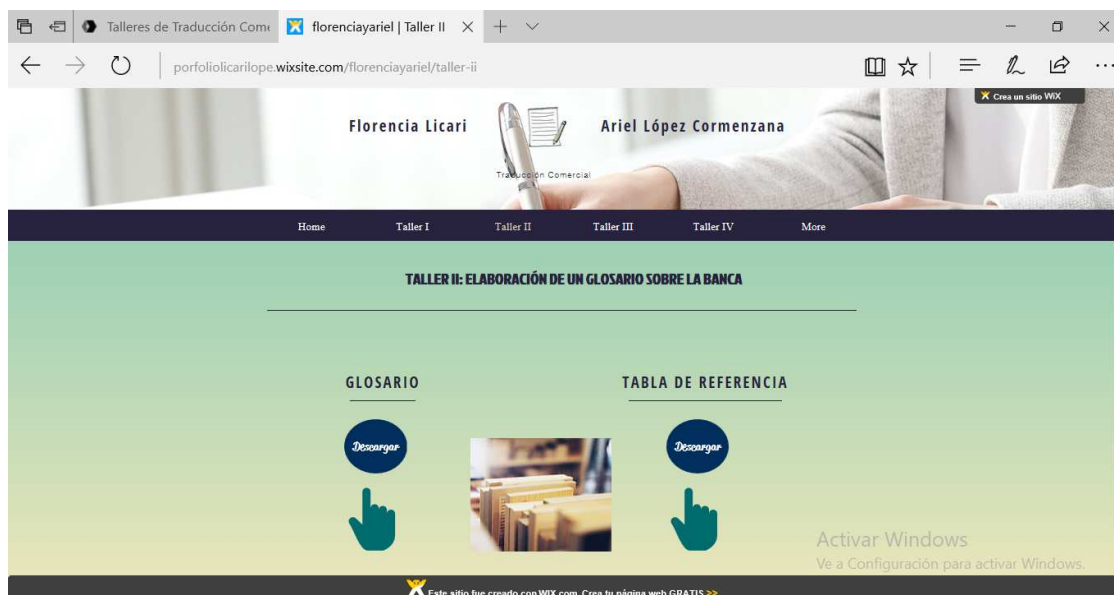 Talleres de Traducción Come
florenciayariel | Taller II
porfoliolicarilope.wixsite.com/florenciayariel/taller-ii
Crea un sitio WiX
Florencia Licari
Ariel López Cormenzana
Traducción Comercial
Home Taller I Taller II Taller III Taller IV More
TALLER II: ELABORACIÓN DE UN GLOSARIO SOBRE LA BANCA
GLOSARIO
TABLA DE REFERENCIA
Descargar
Descargar
Activar Windows
Ve a Configuración para activar Windows.
Este sitio fue creado con WIX.com. Crea tu página web GRATIS >>